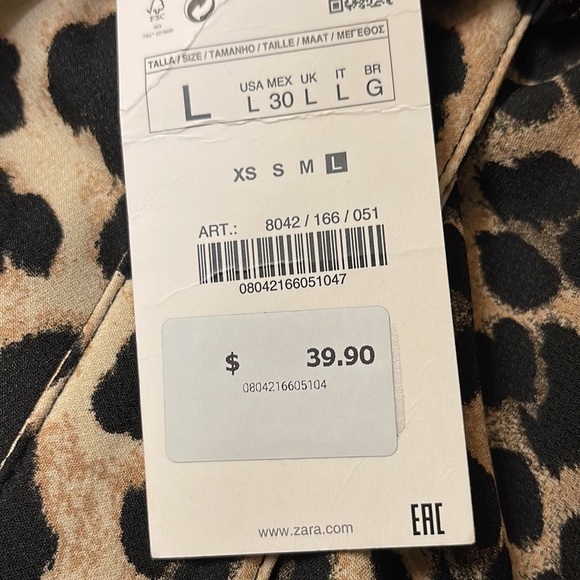 FSC
TALLA / SIZE / TAMANHO / TAILLE / MAAT / ΜΕΓΕΘΟΣ
L
USA MEX UK IT BR
L 30 L L G
XS S M L
ART.: 8042 / 166 / 051
08042166051047
$ 39.90
0804216605104
www.zara.com
EAC